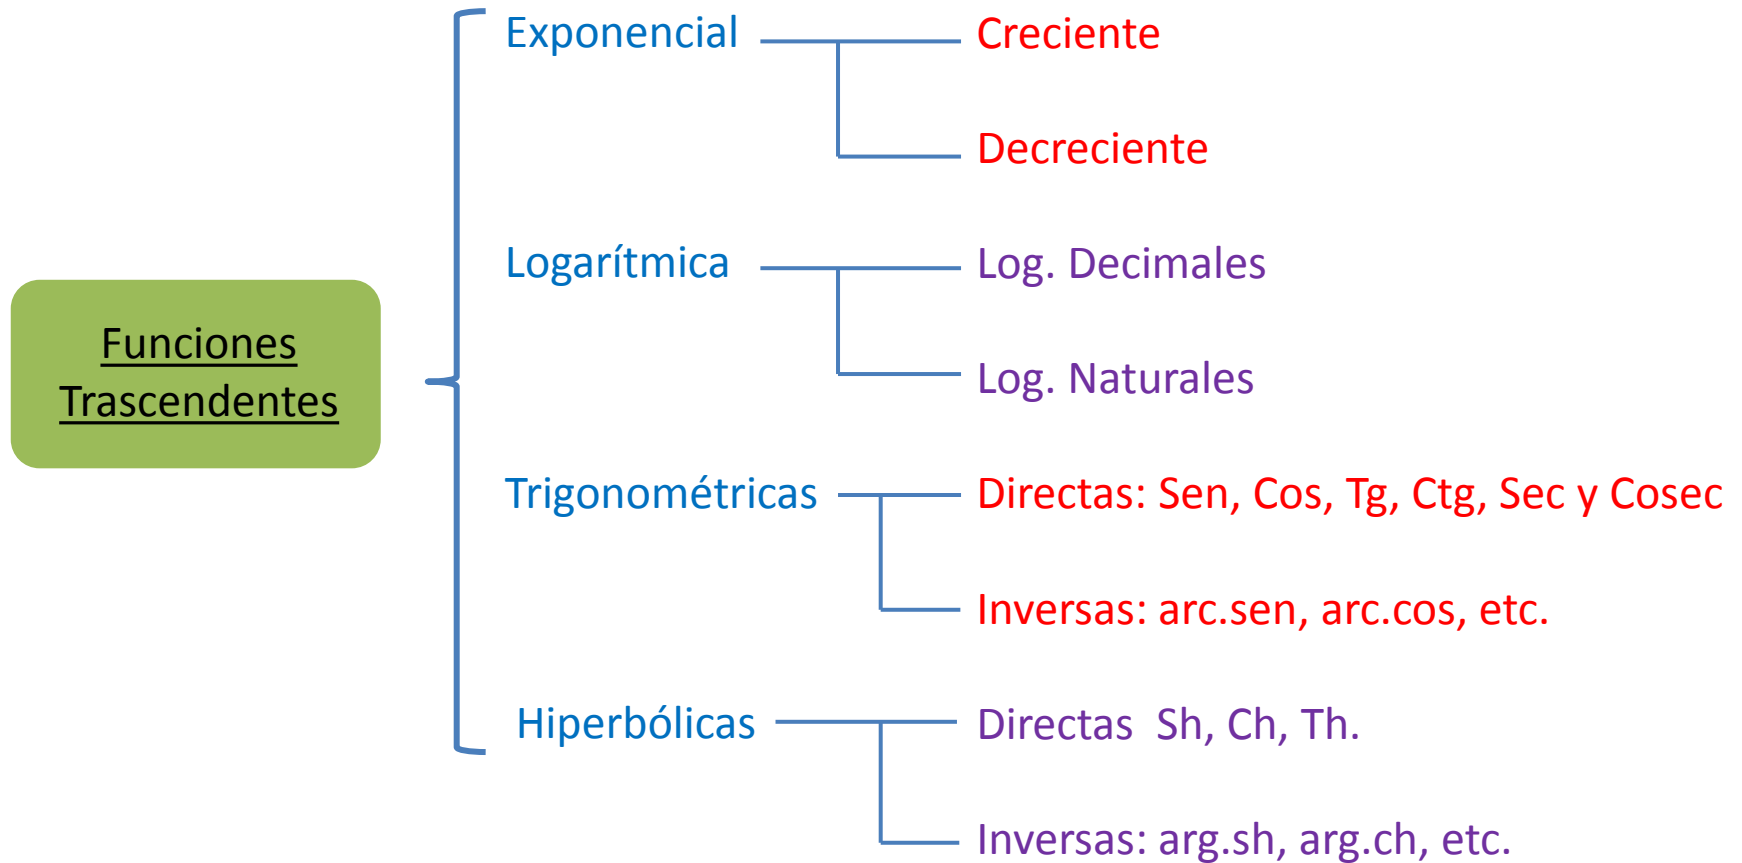 Funciones
Trascendentes
Exponencial
Creciente
Decreciente
Logarítmica
Log. Decimales
Log. Naturales
Trigonométricas
Directas: Sen, Cos, Tg, Ctg, Sec y Cosec
Inversas: arc.sen, arc.cos, etc.
Hiperbólicas
Directas  Sh, Ch, Th.
Inversas: arg.sh, arg.ch, etc.